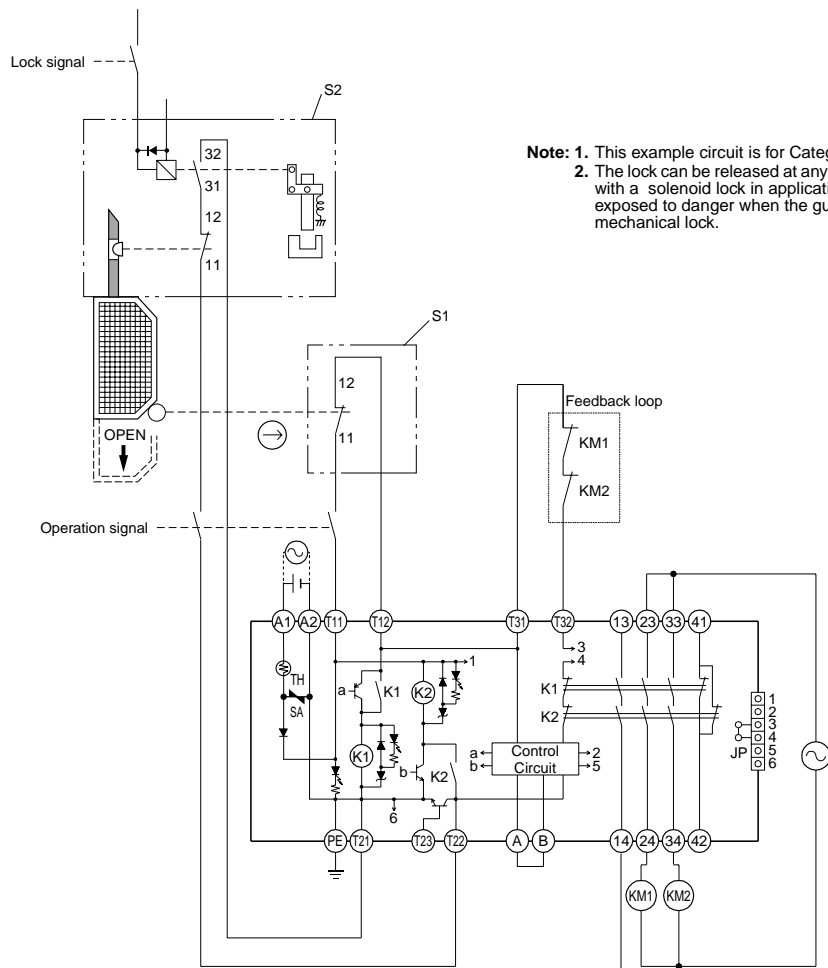 Lock signal
S2
32
31
12
11
Note: 1. This example circuit is for Categ
2. The lock can be released at any
with a solenoid lock in applicati
exposed to danger when the gu
mechanical lock.
S1
12
11
OPEN
Feedback loop
KM1
KM2
Operation signal
A1 A2 T11 T12 T31 T32 13 23 33 41
TH
SA
a
K1
K2
1
3
4
K1
K2
K1
b
K2
a
b
Control
Circuit
2
5
6
JP
1
2
3
4
5
6
PE T21 T23 T22 A B 14 24 34 42
KM1 KM2